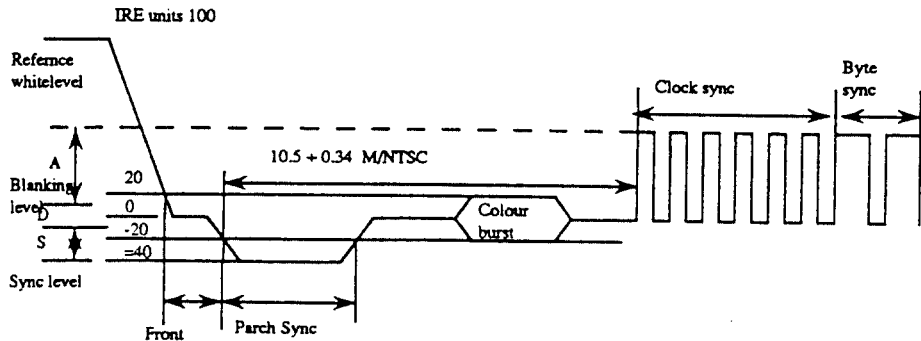 IRE units 100
Refernce
whitelevel
Clock sync
Byte
sync
A
10.5 + 0.34 M/NTSC
20
Blanking
level
0
D
Colour
burst
-20
S
=40
Sync level
Front
Parch Sync